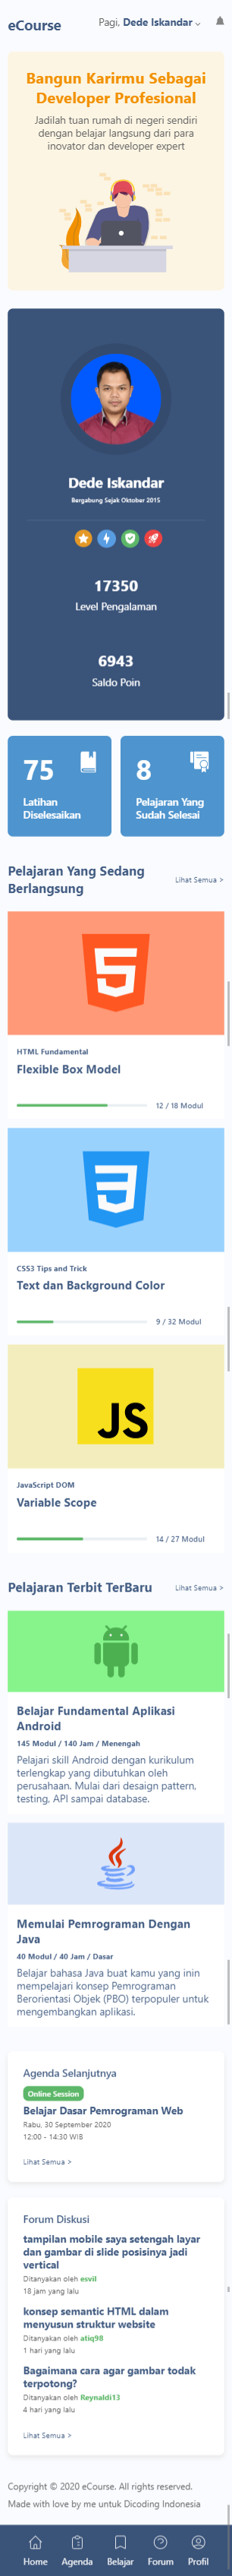 eCourse
Pagi, Dede Iskandar
Bangun Karirmu Sebagai
Developer Profesional
Jadilah tuan rumah di negeri sendiri
dengan belajar langsung dari para
inovator dan developer expert
Dede Iskandar
Bergabung Sejak Oktober 2015
17350
Level Pengalaman
6943
Saldo Poin
75
Latihan
Diselesaikan
8
Pelajaran Yang
Sudah Selesai
Pelajaran Yang Sedang
Berlangsung
Lihat Semua >
5
HTML Fundamental
Flexible Box Model
12 / 18 Modul
3
CSS3 Tips and Trick
Text dan Background Color
9 / 32 Modul
JS
JavaScript DOM
Variable Scope
14 / 27 Modul
Pelajaran Terbit TerBaru
Lihat Semua >
Belajar Fundamental Aplikasi
Android
145 Modul / 140 Jam / Menengah
Pelajari skill Android dengan kurikulum
terlengkap yang dibutuhkan oleh
perusahaan. Mulai dari dessign pattern,
testing, API sampai database.
Memulai Pemrograman Dengan
Java
40 Modul / 40 Jam / Dasar
Belajar bahasa Java buat kamu yang inin
mempelajari konsep Pemrograman
Berorientasi Objek (PBO) terpopuler untuk
mengembangkan aplikasi.
Agenda Selanjutnya
Online Session
Belajar Dasar Pemrograman Web
Rabu, 30 September 2020
12:00 - 14:30 WIB
Lihat Semua >
Forum Diskusi
tampilan mobile saya setengah layar
dan gambar di slide posisinya jadi
vertical
Ditanyakan oleh esvil
18 jam yang lalu
konsep semantic HTML dalam
menyusun struktur website
Ditanyakan oleh atiq98
1 hari yang lalu
Bagaimana cara agar gambar todak
terpotong?
Ditanyakan oleh Reynaldi13
4 hari yang lalu
Lihat Semua >
Copyright © 2020 eCourse. All rights reserved.
Made with love by me untuk Dicoding Indonesia
Home Agenda Belajar Forum Profil